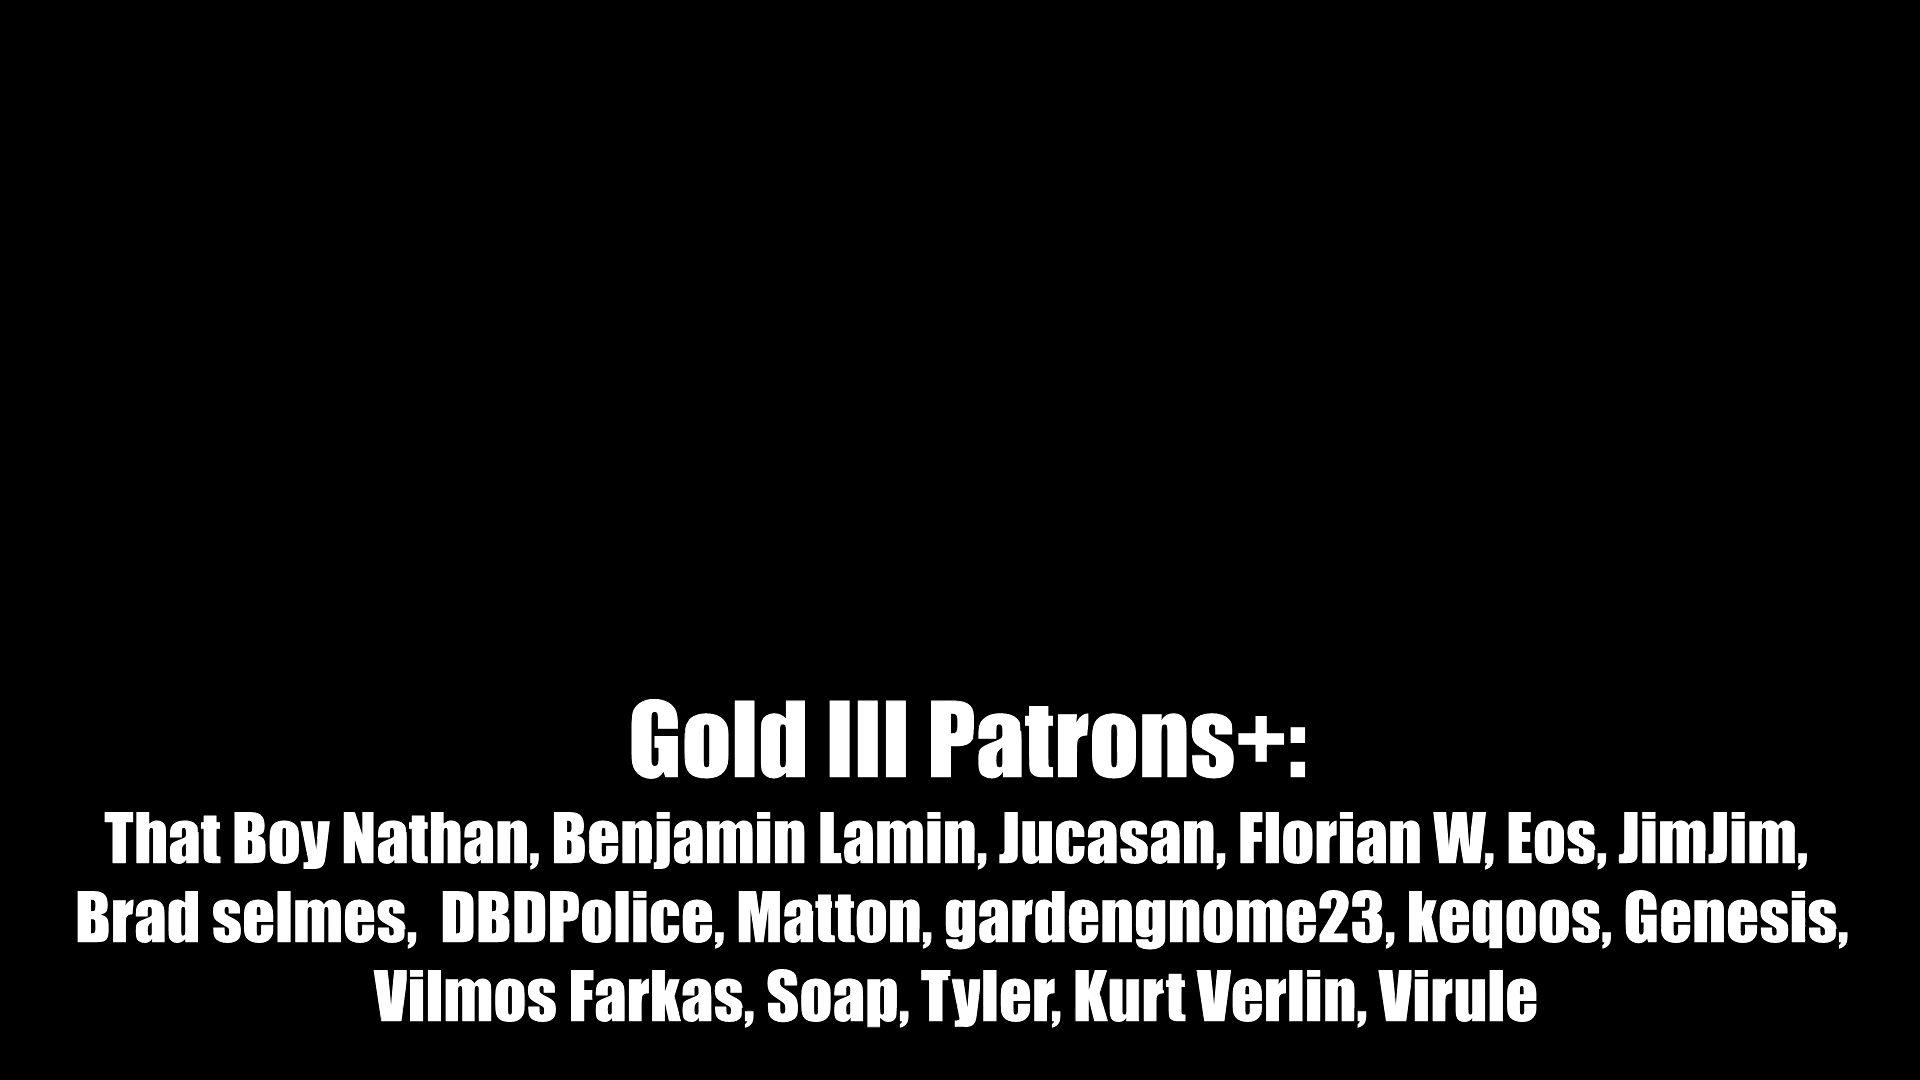 Gold III Patrons+:
That Boy Nathan, Benjamin Lamin, Jucasan, Florian W, Eos, JimJim,
Brad selmes,  DBDPolice, Matton, gardengnome23, keqoos, Genesis,
Vilmos Farkas, Soap, Tyler, Kurt Verlin, Virule